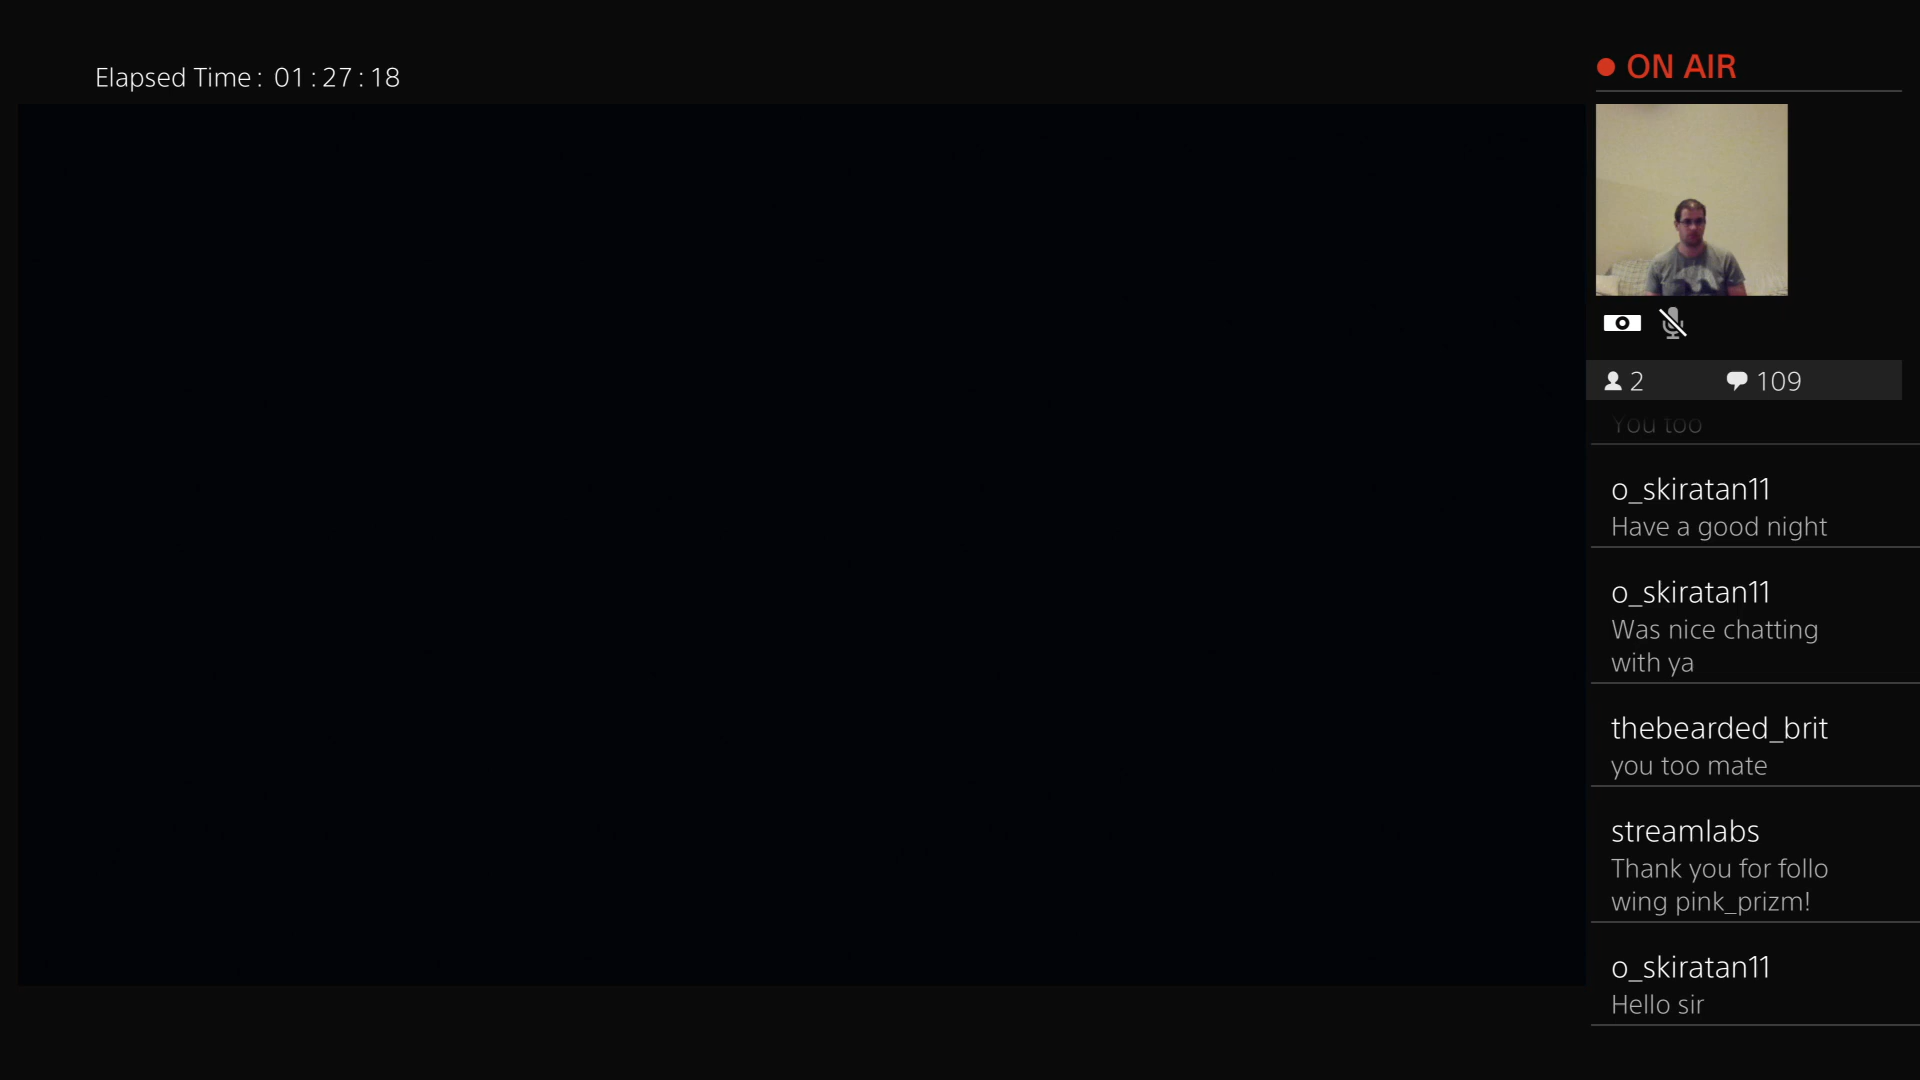 Elapsed Time: 01:27:18
ON AIR
2 109
You too
o_skiratan11
Have a good night
o_skiratan11
Was nice chatting
with ya
thebearded_brit
you too mate
streamlabs
Thank you for follo
wing pink_prizm!
o_skiratan11
Hello sir